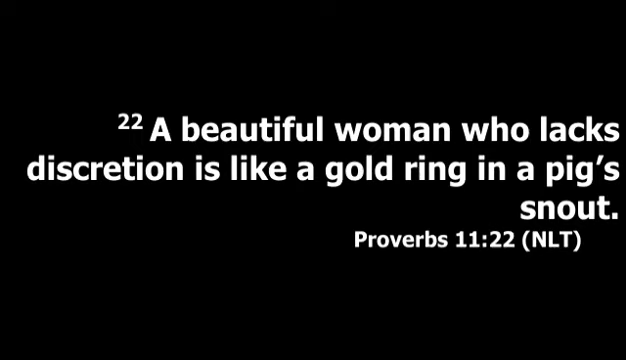 22 A beautiful woman who lacks
discretion is like a gold ring in a pig’s
snout.
Proverbs 11:22 (NLT)